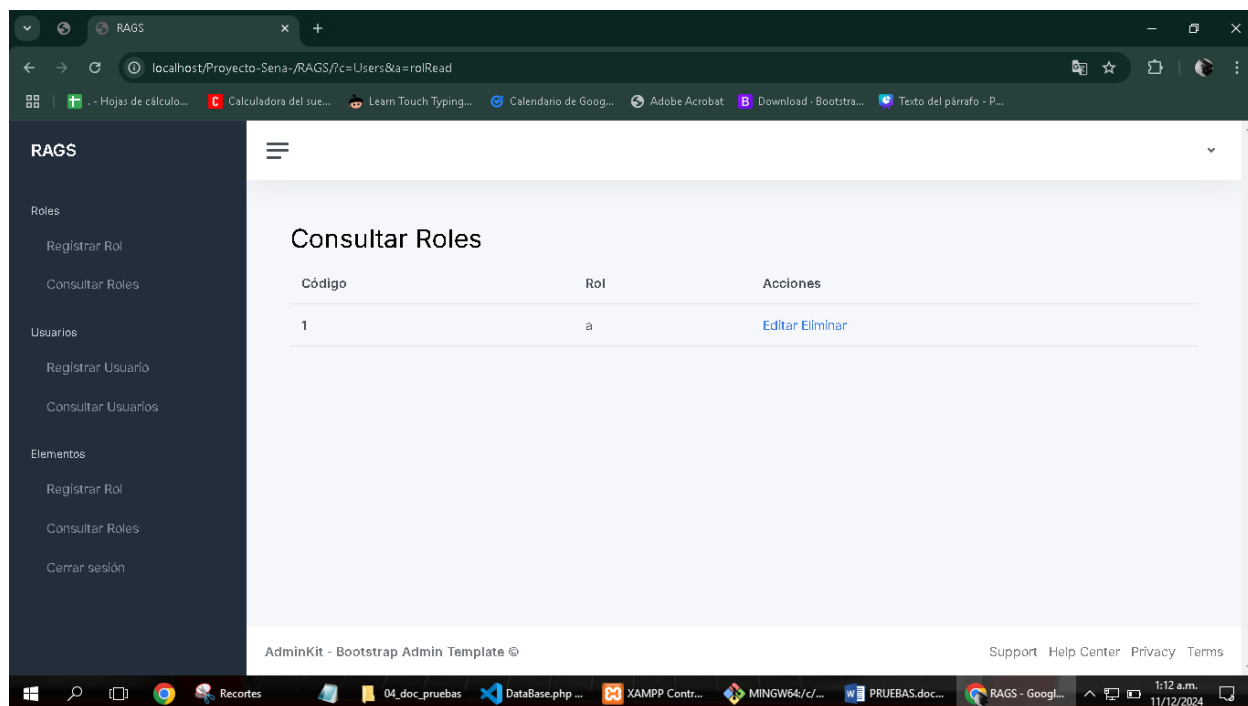 RAGS
localhost/Proyecto-Sena-/RAGS/?c=Users&a=rolRead
. - Hojas de cálculo... Calculadora del sue... Learn Touch Typing... Calendario de Goog... Adobe Acrobat Download · Bootstra... Texto del párrafo - P...
RAGS
Roles
Registrar Rol
Consultar Roles
Usuarios
Registrar Usuario
Consultar Usuarios
Elementos
Registrar Rol
Consultar Roles
Cerrar sesión
Consultar Roles
Código Rol Acciones
1 a Editar Eliminar
AdminKit - Bootstrap Admin Template © Support Help Center Privacy Terms
Recortes 04_doc_pruebas DataBase.php ... XAMPP Contr... MINGW64:/c/... PRUEBAS.doc... RAGS - Googl... 1:12 a.m.
11/12/2024